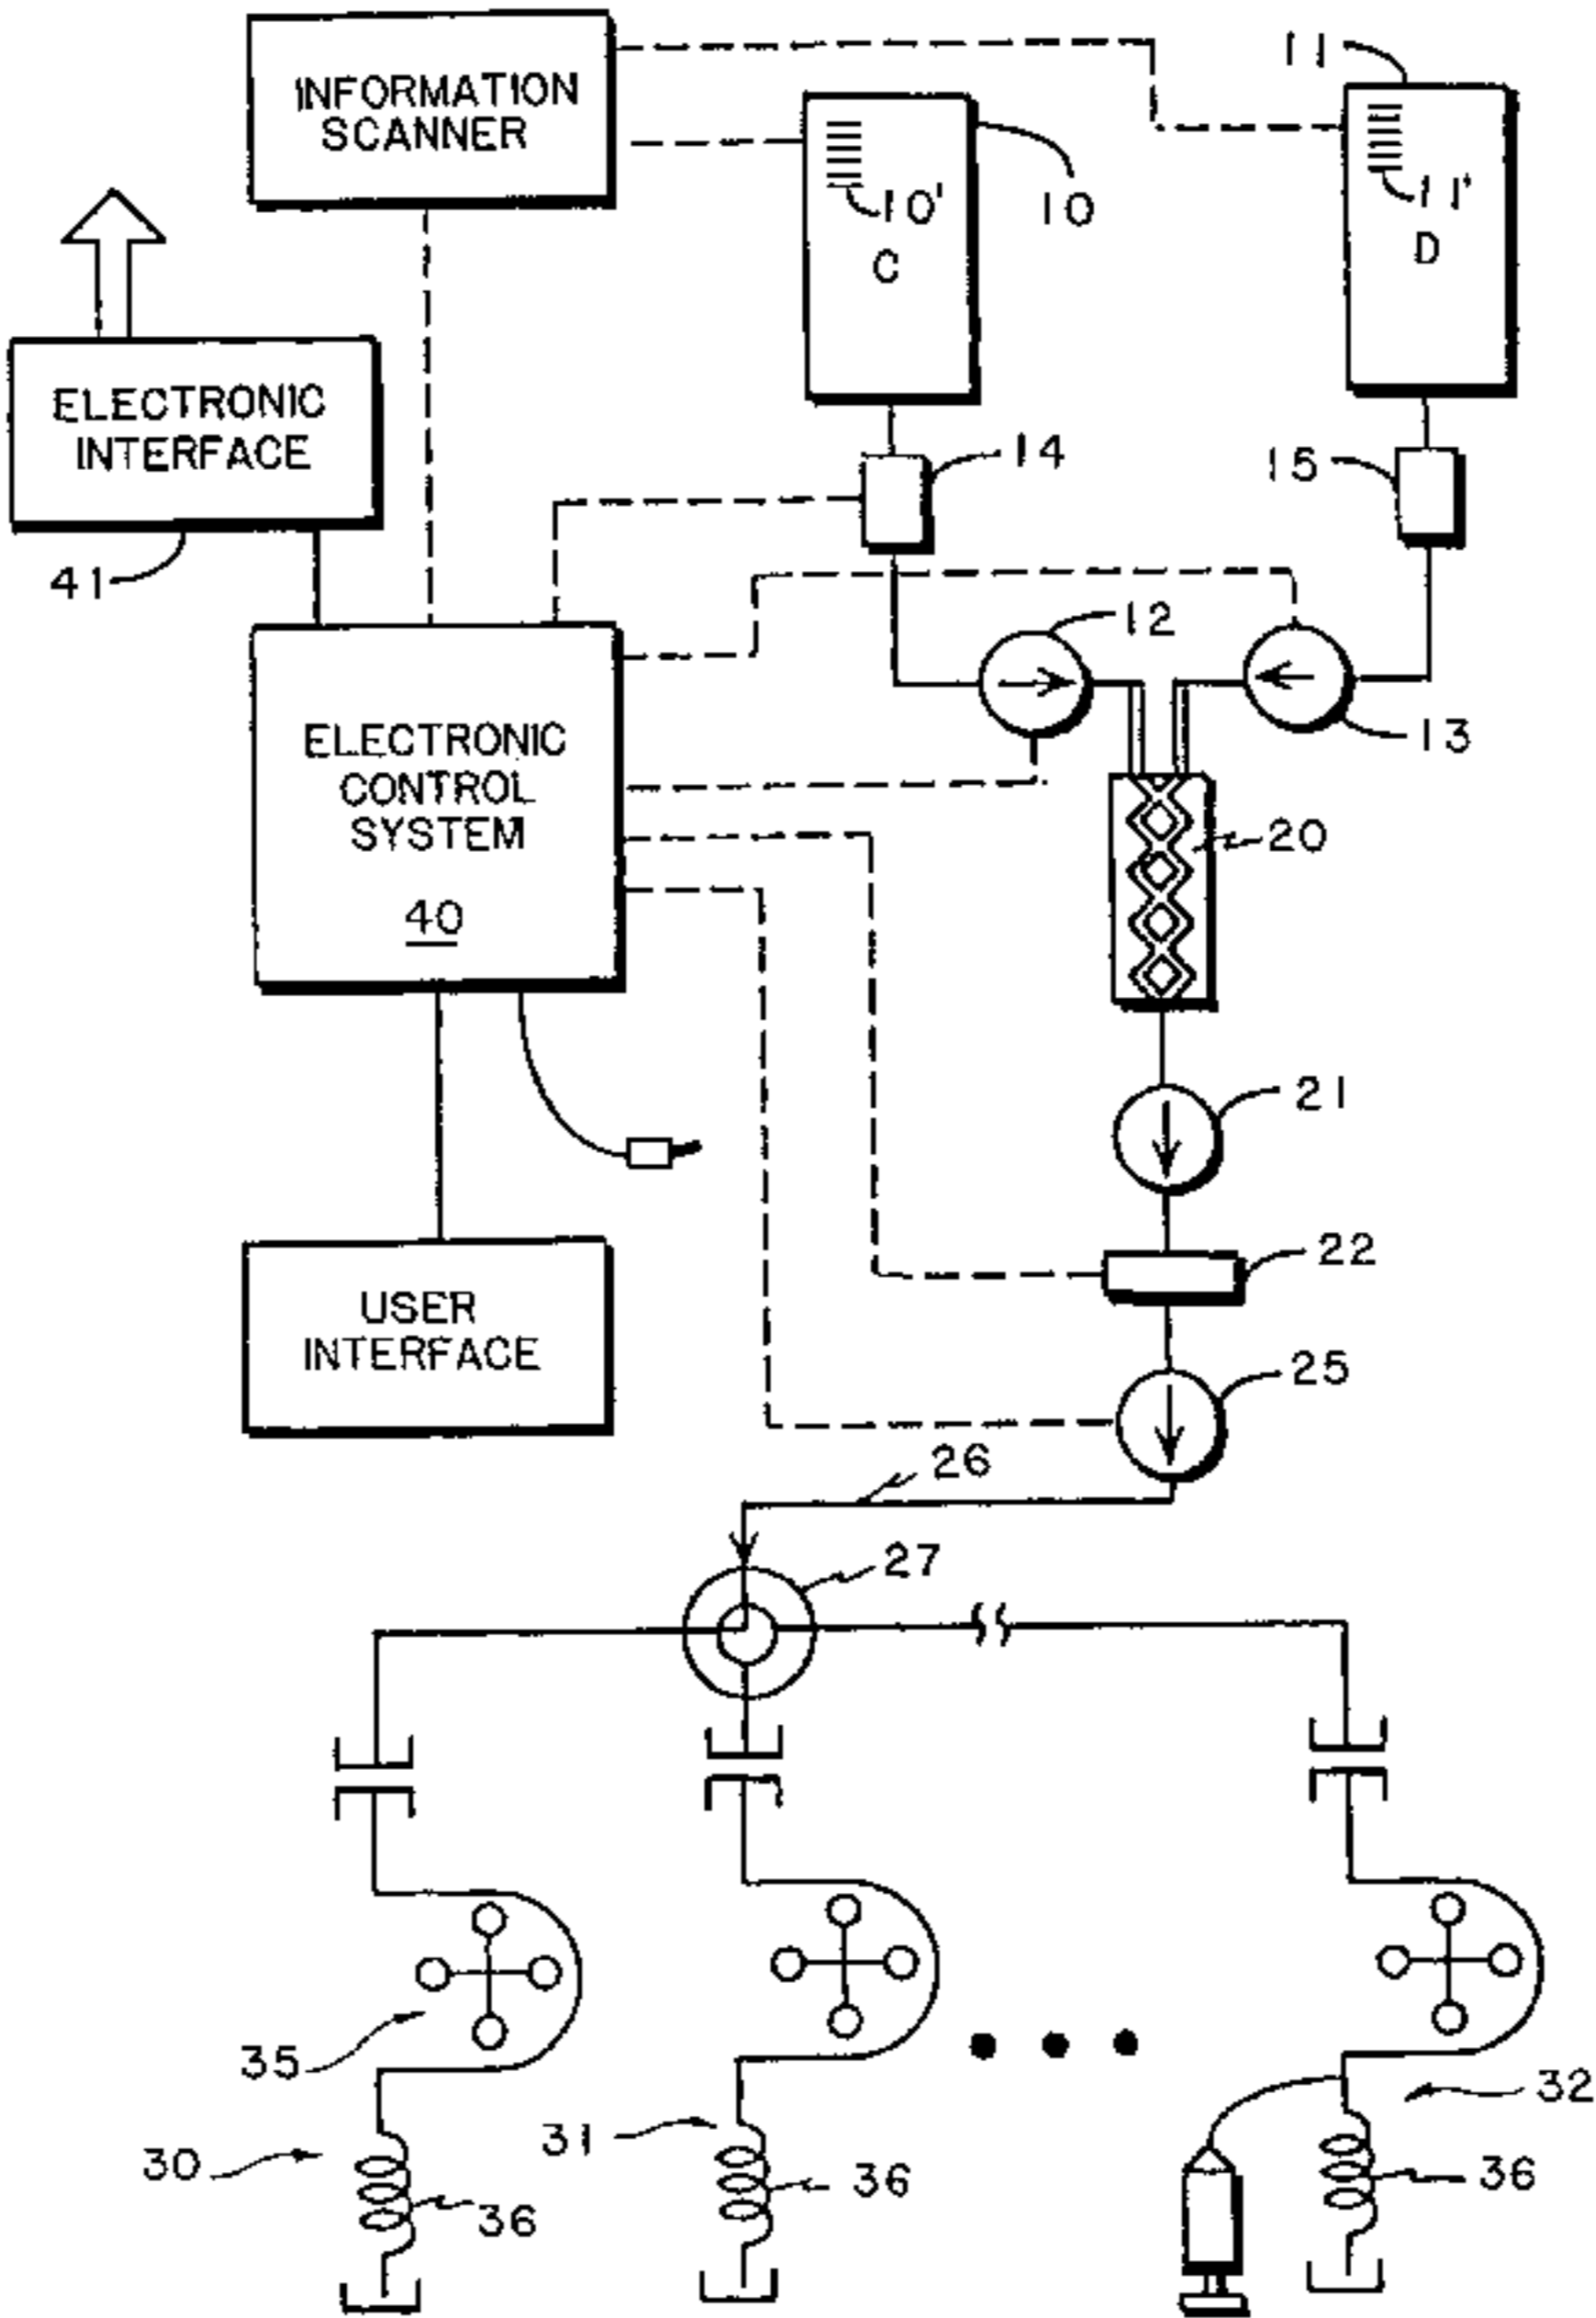 INFORMATION
SCANNER
11
10'
C
10
11'
D
ELECTRONIC
INTERFACE
14
15
41
12
13
ELECTRONIC
CONTROL
SYSTEM
40
20
21
22
USER
INTERFACE
25
26
27
35
32
31
30
36
36
36